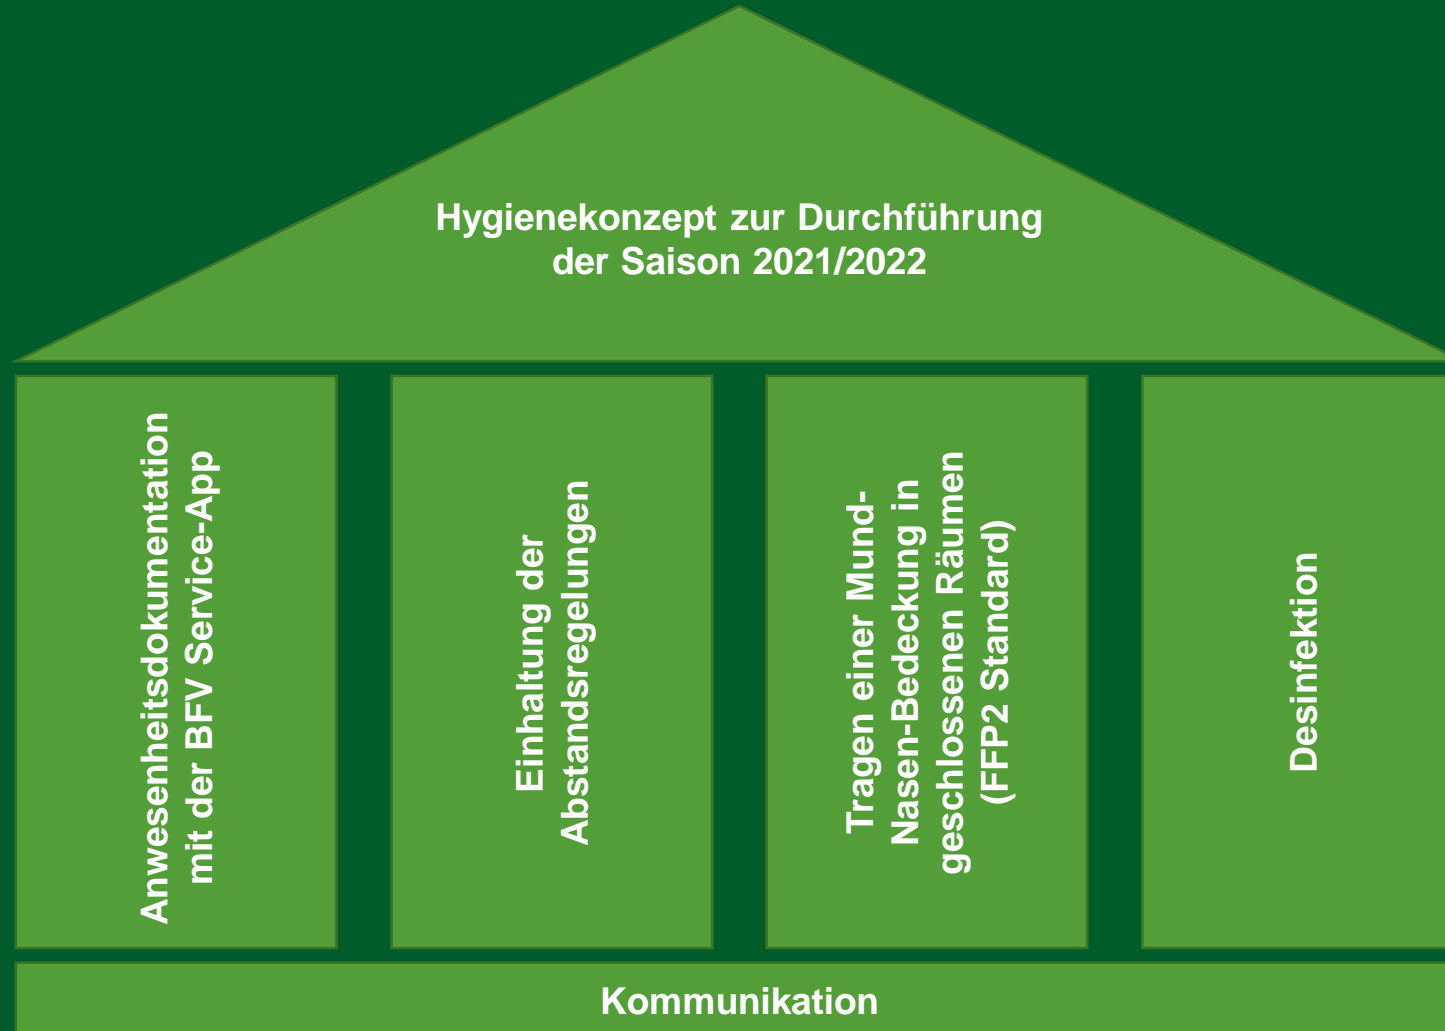 Hygienekonzept zur Durchführung
der Saison 2021/2022
Anwesenheitsdokumentation
mit der BFV Service-App
Einhaltung der
Abstandsregelungen
Tragen einer Mund-
Nasen-Bedeckung in
geschlossenen Räumen
(FFP2 Standard)
Desinfektion
Kommunikation